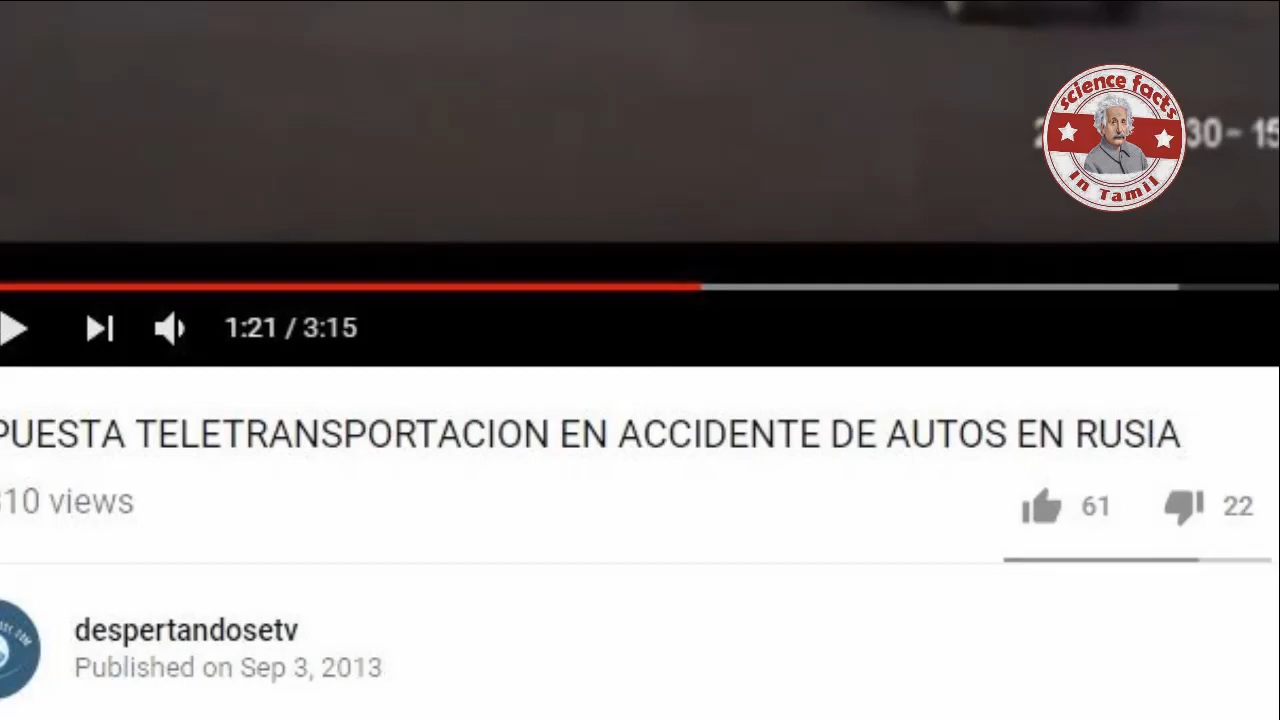 science facts
In Tamil
30- 15
1:21 / 3:15
PUESTA TELETRANSPORTACION EN ACCIDENTE DE AUTOS EN RUSIA
310 views
61
22
despertandosetv
Published on Sep 3, 2013